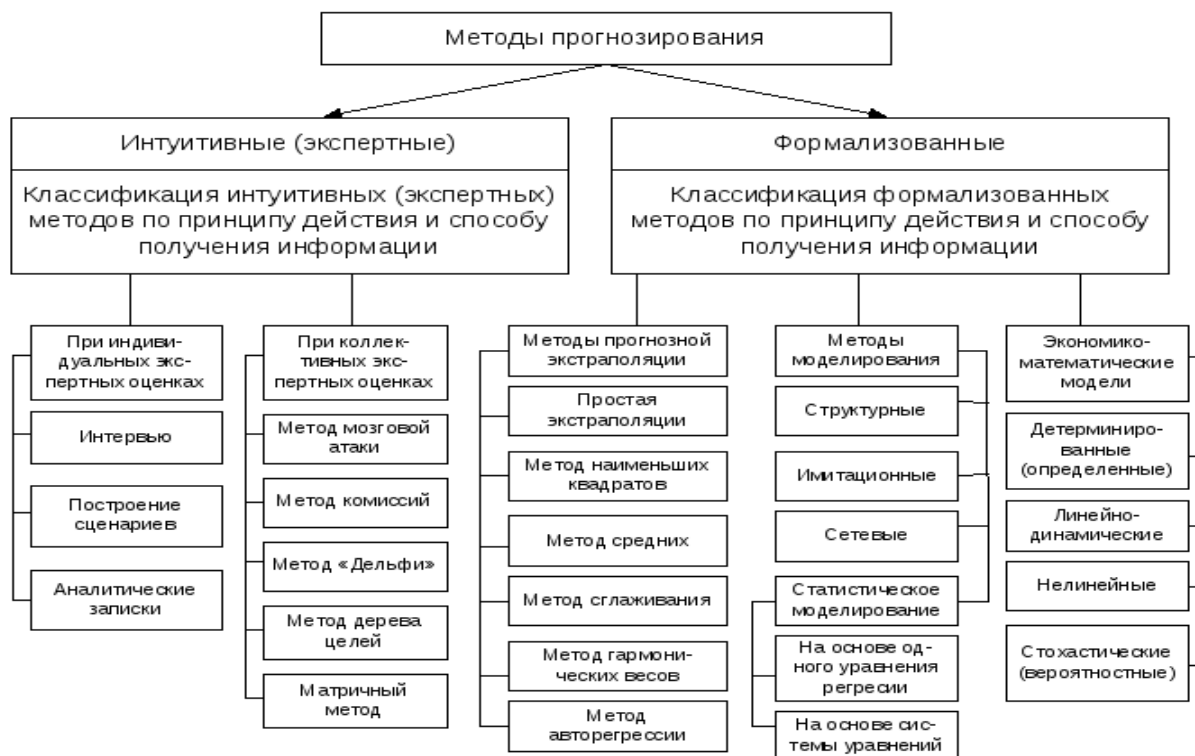 Методы прогнозирования
Интуитивные (экспертные)
Классификация интуитивных (экспертных)
методов по принципу действия и способу
получения информации
Формализованные
Классификация формализованных
методов по принципу действия и способу
получения информации
При индиви-
дуальных экс-
пертных оценках
Интервью
Построение
сценариев
Аналитические
записки
При коллек-
тивных экс-
пертных оценках
Метод мозговой
атаки
Метод комиссий
Метод «Дельфи»
Метод дерева
целей
Матричный
метод
Методы прогнозной
экстраполяции
Простая
экстраполяция
Метод наименьших
квадратов
Метод средних
Метод сглаживания
Метод гармони-
ческих весов
Метод
авторегрессии
Методы
моделирования
Структурные
Имитационные
Сетевые
Статистическое
моделирование
На основе од-
ного уравнения
регресии
На основе сис-
темы уравнений
Экономико-
математические
модели
Детерминиро-
ванные
(определенные)
Линейно-
динамические
Нелинейные
Стохастические
(вероятностные)